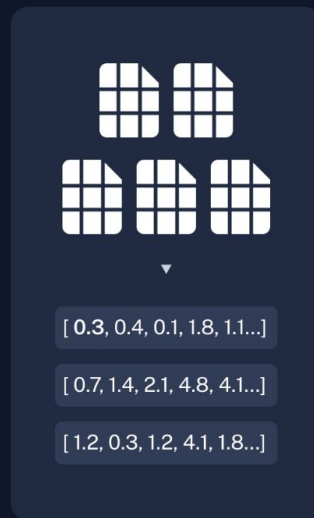 [ 0.3, 0.4, 0.1, 1.8, 1.1...]
[ 0.7, 1.4, 2.1, 4.8, 4.1...]
[ 1.2, 0.3, 1.2, 4.1, 1.8...]